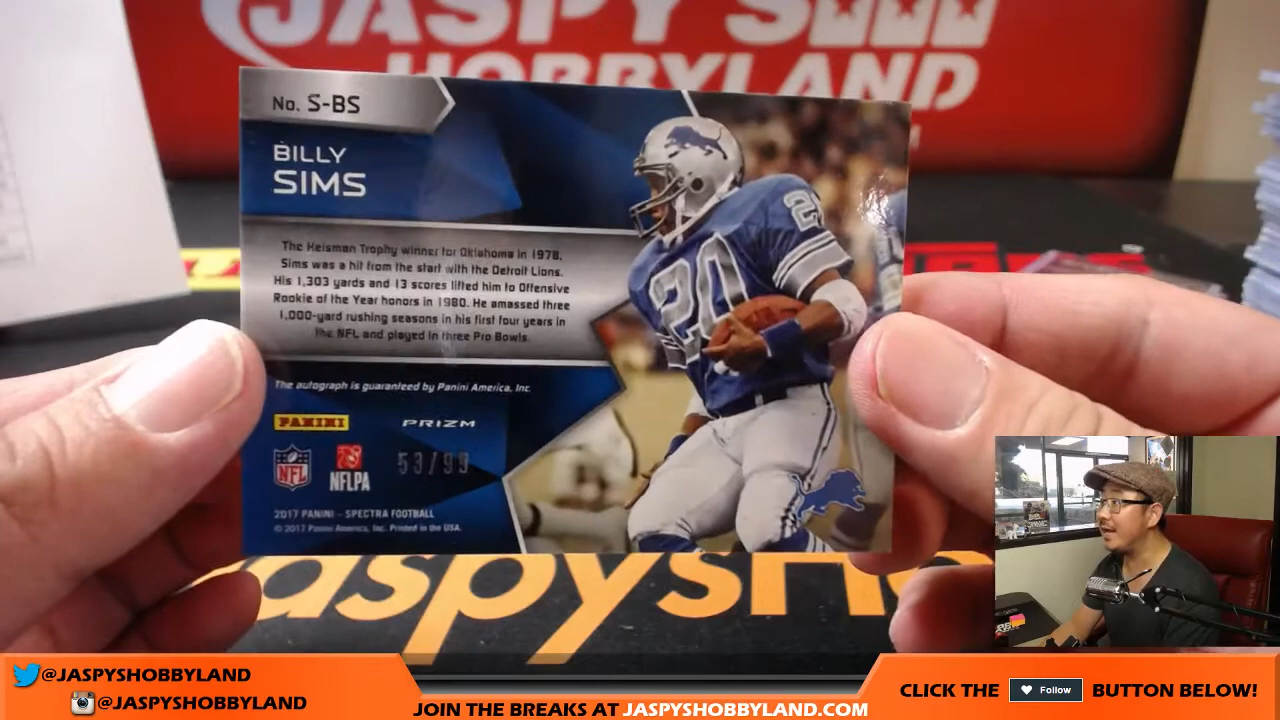 JASPY'S
HOBBYLAND
No. S-BS
BILLY
SIMS
The Heisman Trophy winner for Oklahoma in 1978,
Sims was a hit from the start with the Detroit Lions.
His 1,303 yards and 13 scores lifted him to Offensive
Rookie of the Year honors in 1980. He amassed three
1,000-yard rushing seasons in his first four years in
the NFL and played in three Pro Bowls.
The autograph is guaranteed by Panini America, Inc.
PANINI PRIZM
NFL NFLPA 53/99
2017 PANINI - SPECTRA FOOTBALL
© 2017 Panini America, Inc. Printed in the USA.
20
20
jaspysHo
@JASPYSHOBBYLAND
@JASPYSHOBBYLAND
JOIN THE BREAKS AT JASPYSHOBBYLAND.COM
CLICK THE Follow BUTTON BELOW!